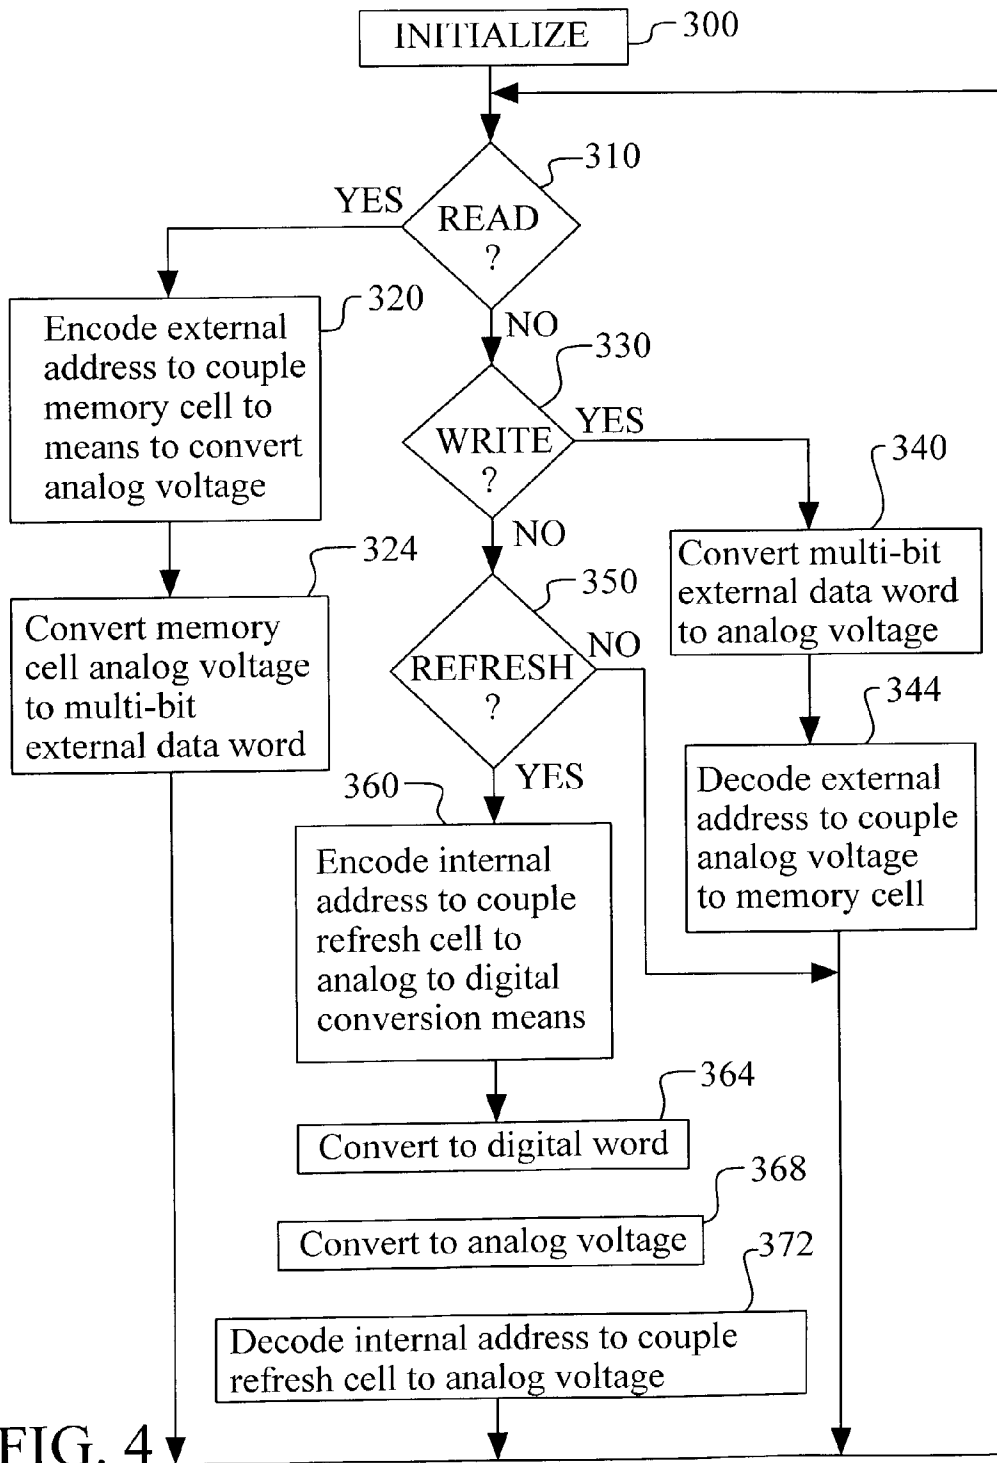 INITIALIZE
300
310
YES
READ
?
320
Encode external
address to couple
memory cell to
means to convert
analog voltage
NO
330
WRITE
?
YES
340
Convert multi-bit
external data word
to analog voltage
NO
324
Convert memory
cell analog voltage
to multi-bit
external data word
350
REFRESH
?
NO
344
Decode external
address to couple
analog voltage
to memory cell
YES
360
Encode internal
address to couple
refresh cell to
analog to digital
conversion means
364
Convert to digital word
368
Convert to analog voltage
372
Decode internal address to couple
refresh cell to analog voltage
FIG. 4